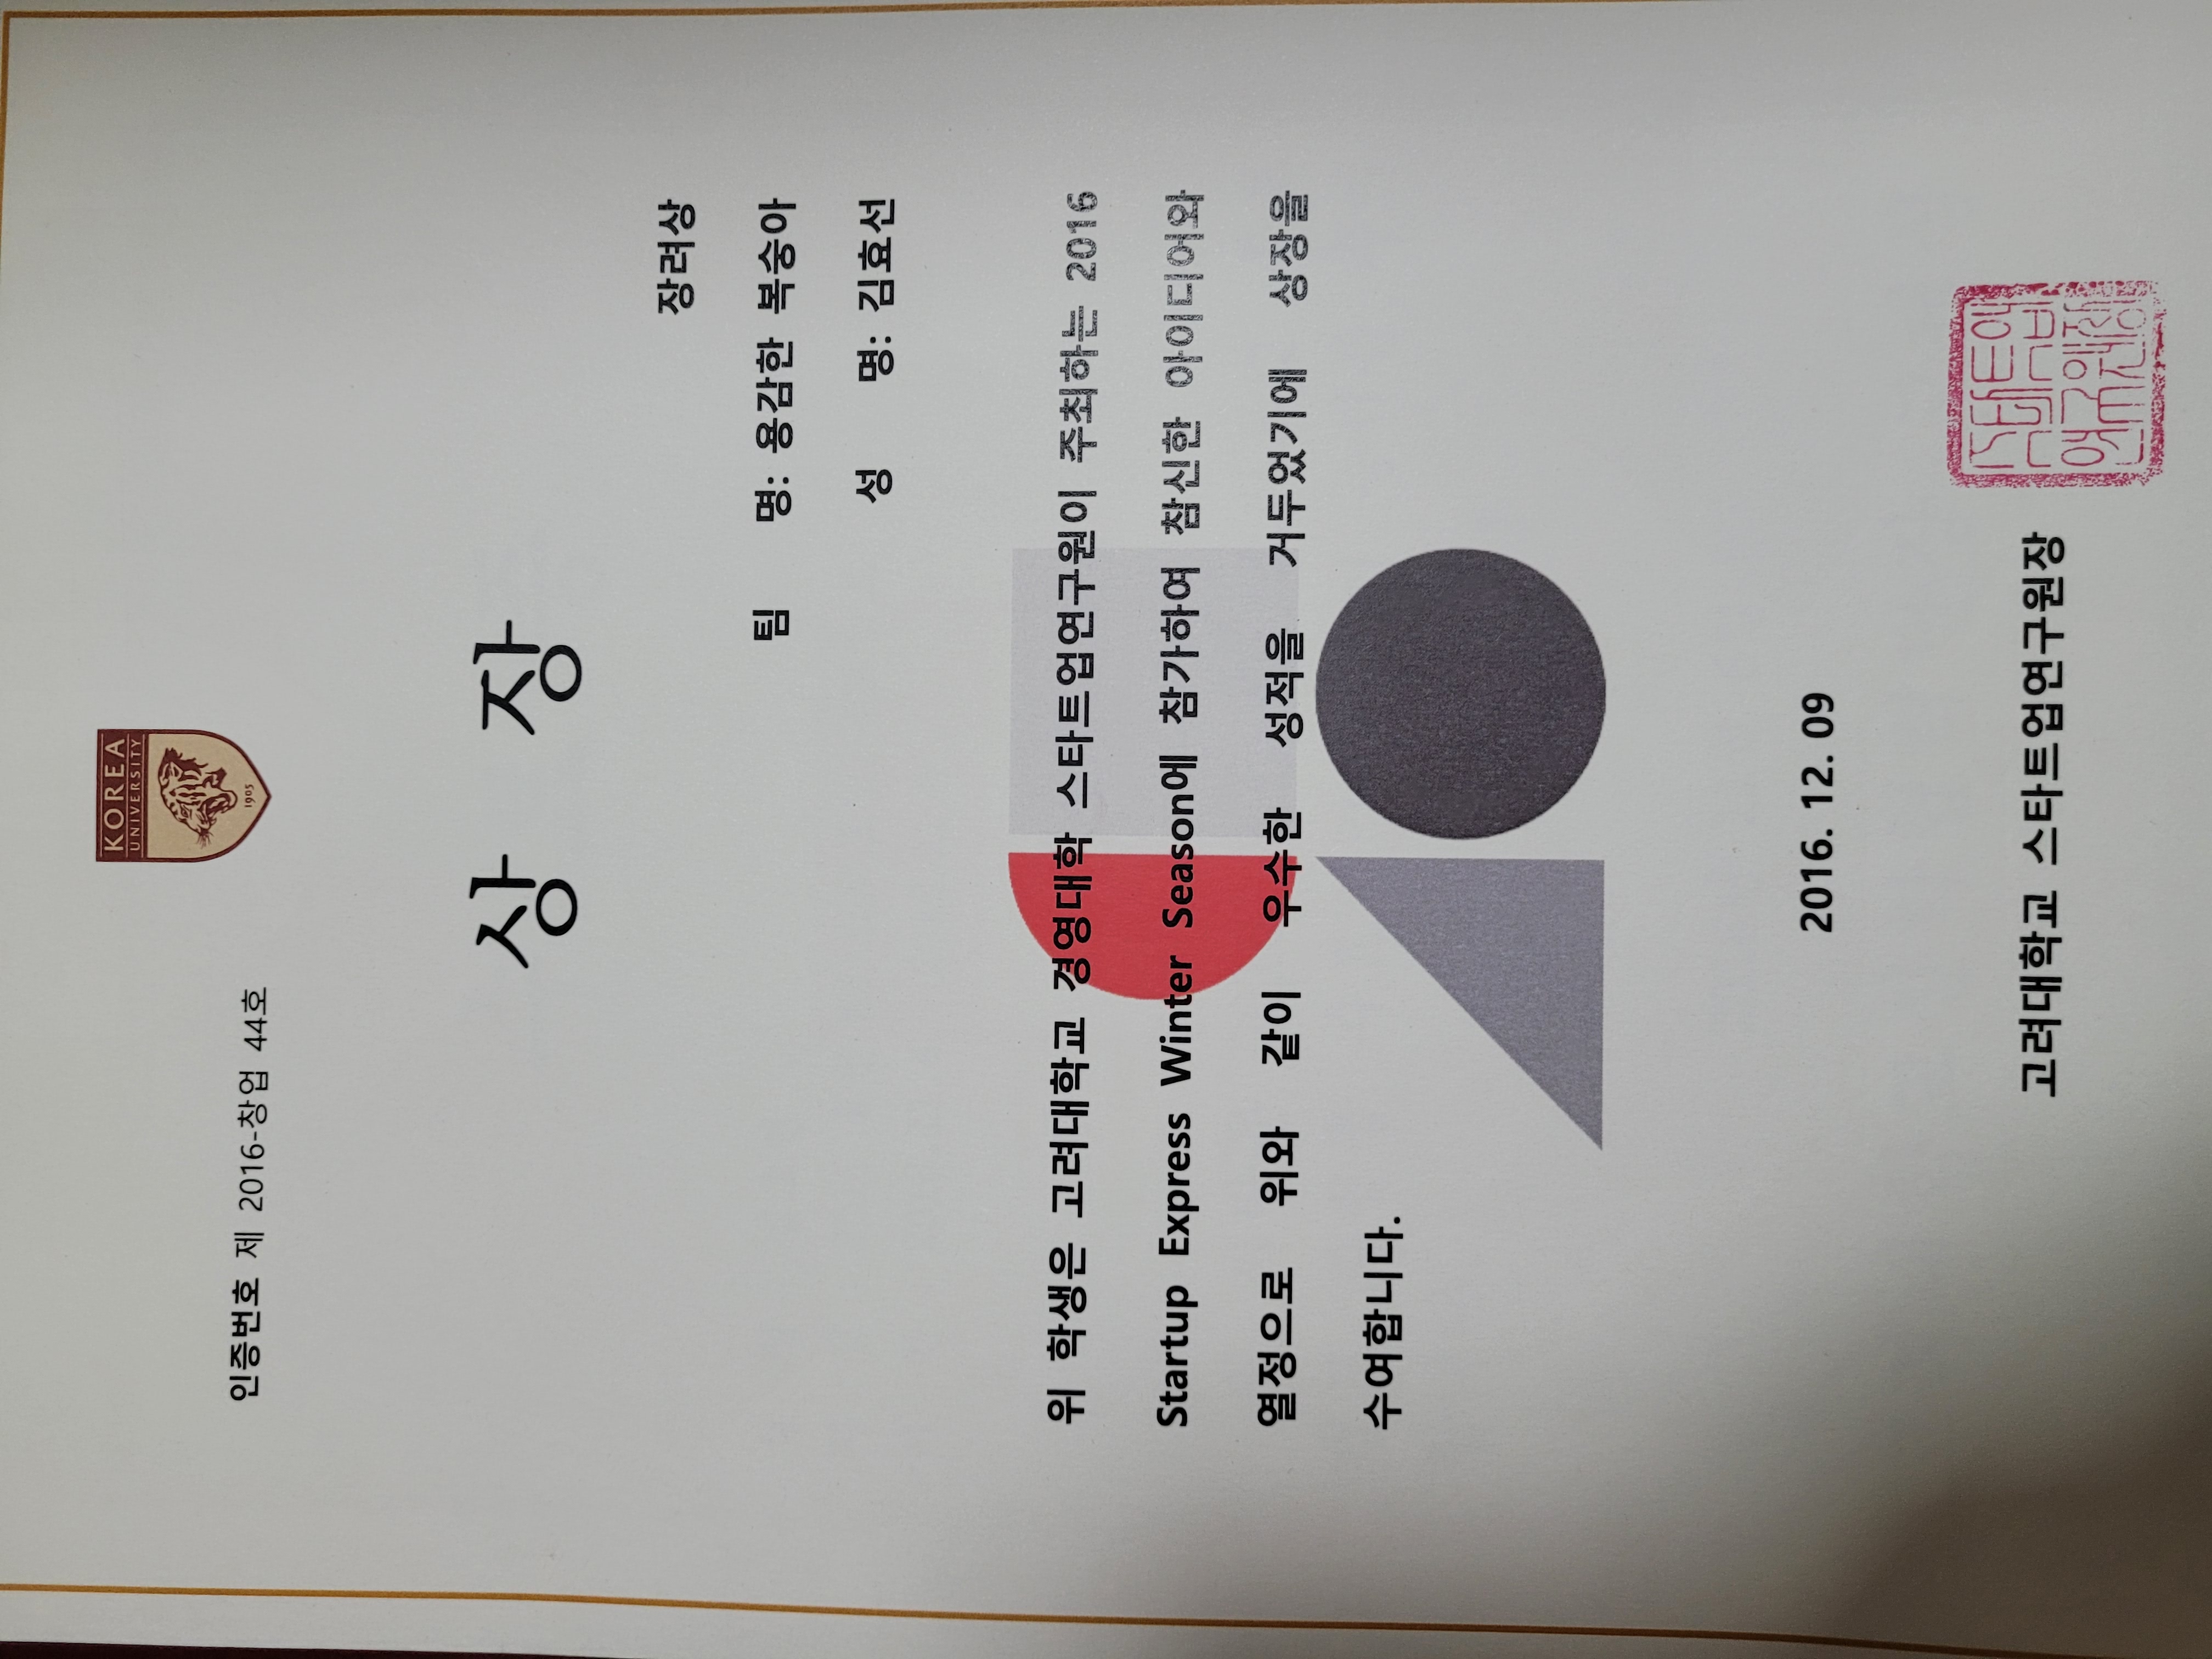 KOREA
UNIVERSITY
1905
인증번호 제 2016-창업 44호
상 장
장려상
팀 명: 용감한 복숭아
성 명: 김효선
위 학생은 고려대학교 경영대학 스타트업연구원이 주최하는 2016
Startup Express Winter Season에 참가하여 참신한 아이디어와
열정으로 위와 같이 우수한 성적을 거두었기에 상장을
수여합니다.
2016. 12. 09
고려대학교 스타트업연구원장
스타트업
연구원장